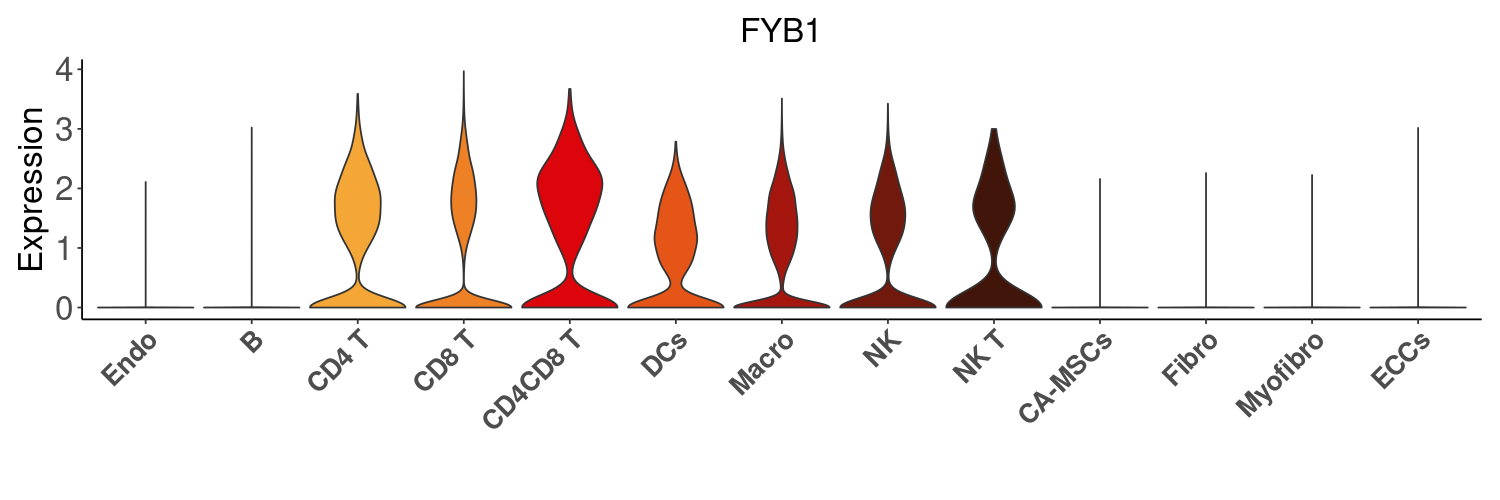 FYB1
Expression
4
3
2
1
0
Endo
B
CD4 T
CD8 T
CD4CD8 T
DCs
Macro
NK
NK T
CA-MSCs
Fibro
Myofibro
ECCs